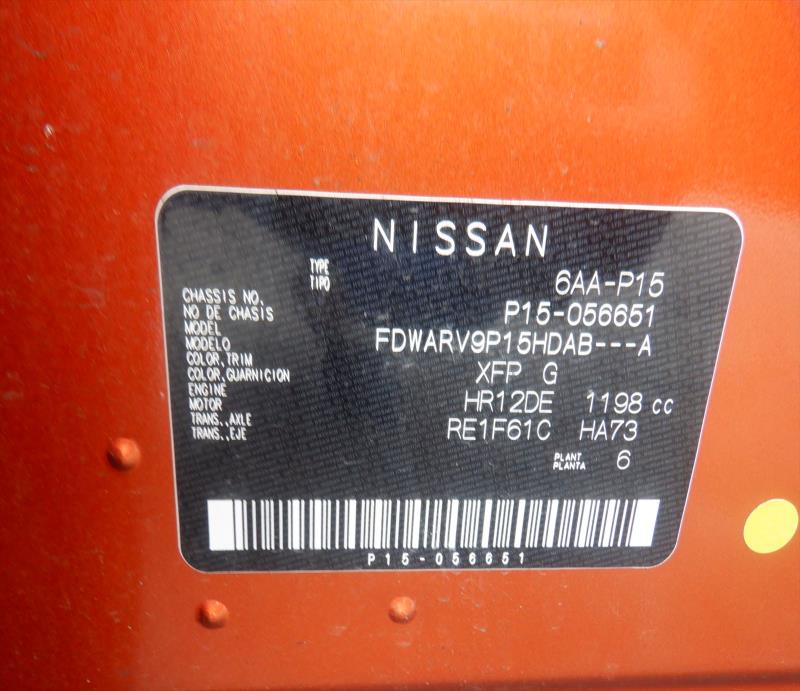 NISSAN
TYPE 6AA-P15
TIPO
CHASSIS NO. P15-056651
NO DE CHASIS
MODEL FDWARV9P15HDAB---A
MODELO
COLOR,TRIM XFP G
COLOR,GUARNICION
ENGINE HR12DE 1198 cc
MOTOR
TRANS.,AXLE RE1F61C HA73
TRANS.,EJE
PLANT 6
PLANTA
P15-056651